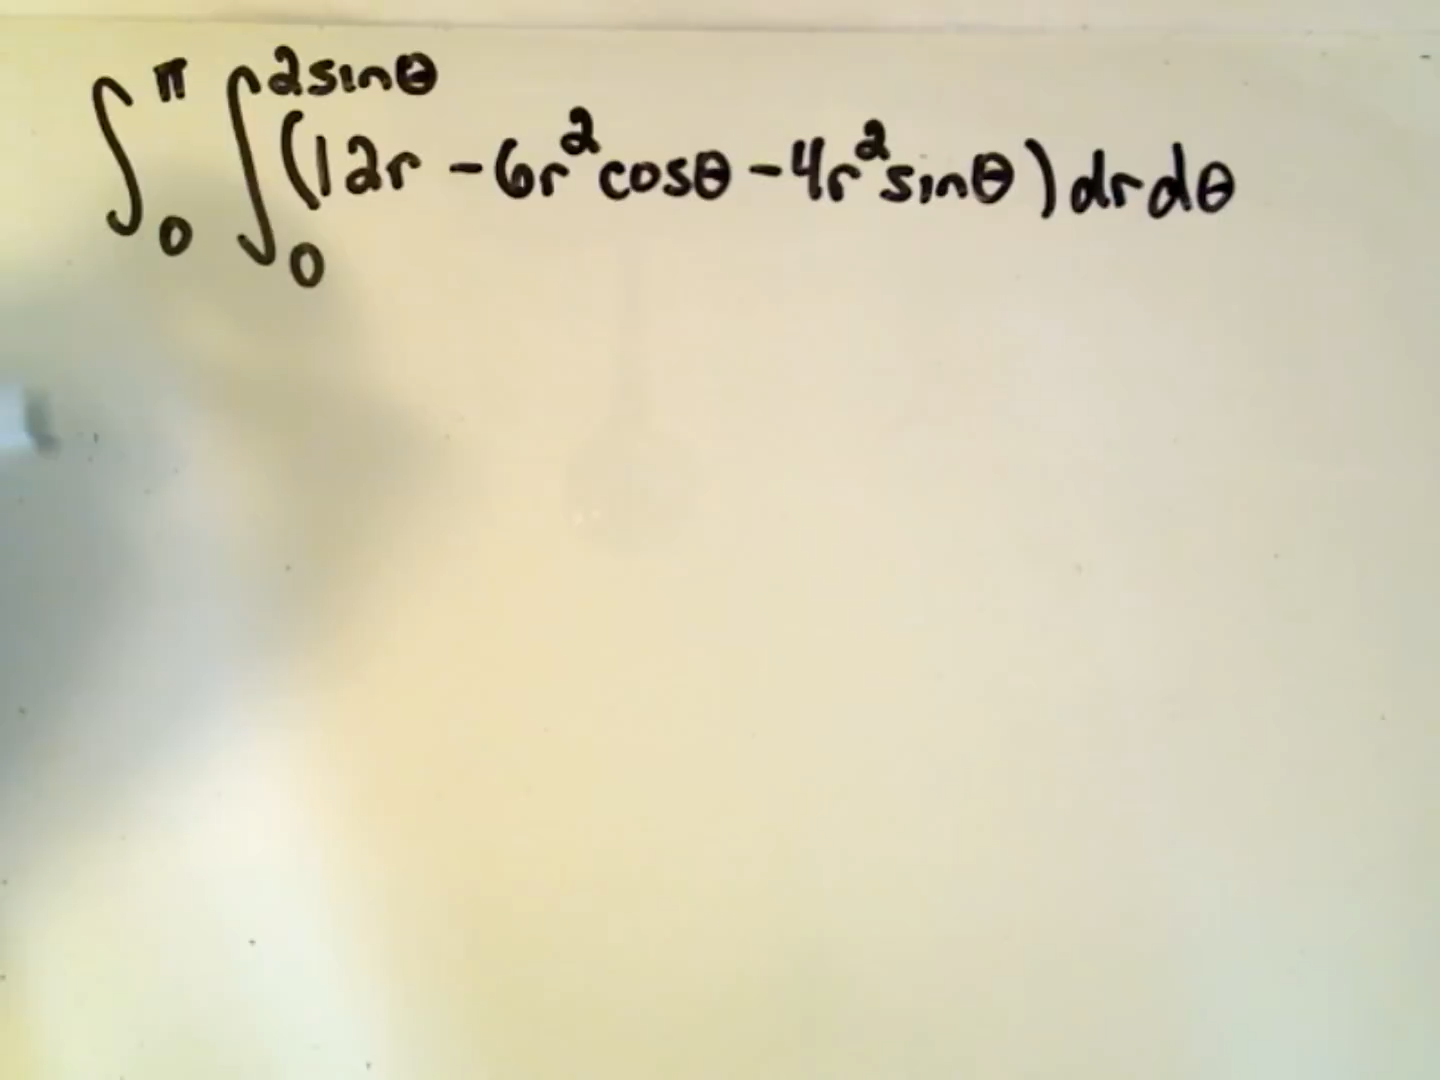 ∫₀^π ∫₀^{2sinθ} (12r - 6r²cosθ - 4r²sinθ) dr dθ